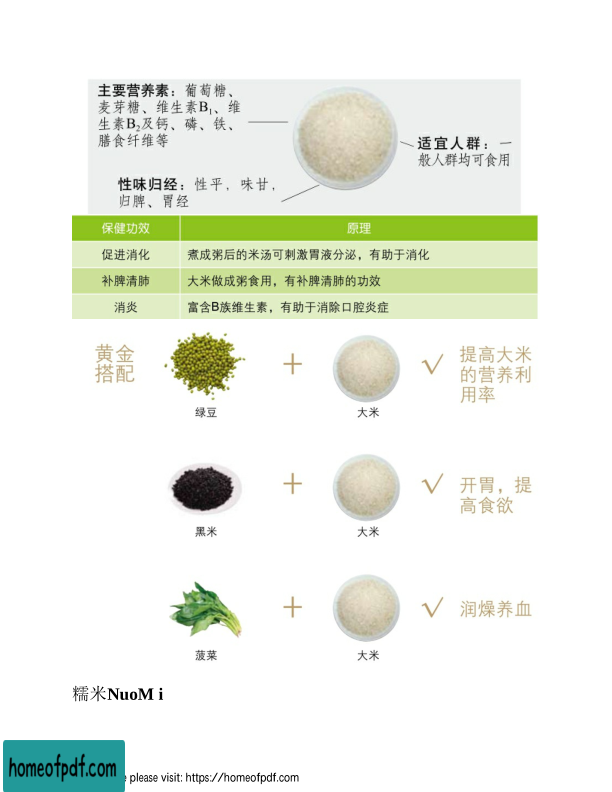 主要营养素：葡萄糖、
麦芽糖、维生素B₁、维
生素B₂及钙、磷、铁、
膳食纤维等
适宜人群：一
般人群均可食用
性味归经：性平，味甘，
归脾、胃经
保健功效 原理
促进消化 煮成粥后的米汤可刺激胃液分泌，有助于消化
补脾清肺 大米做成粥食用，有补脾清肺的功效
消炎 富含B族维生素，有助于消除口腔炎症
黄金
搭配
+ √
提高大米
的营养利
用率
绿豆 大米
+ √
开胃，提
高食欲
黑米 大米
+ √ 润燥养血
菠菜 大米
糯米NuoM i
homeofpdf.com
please visit: https://homeofpdf.com